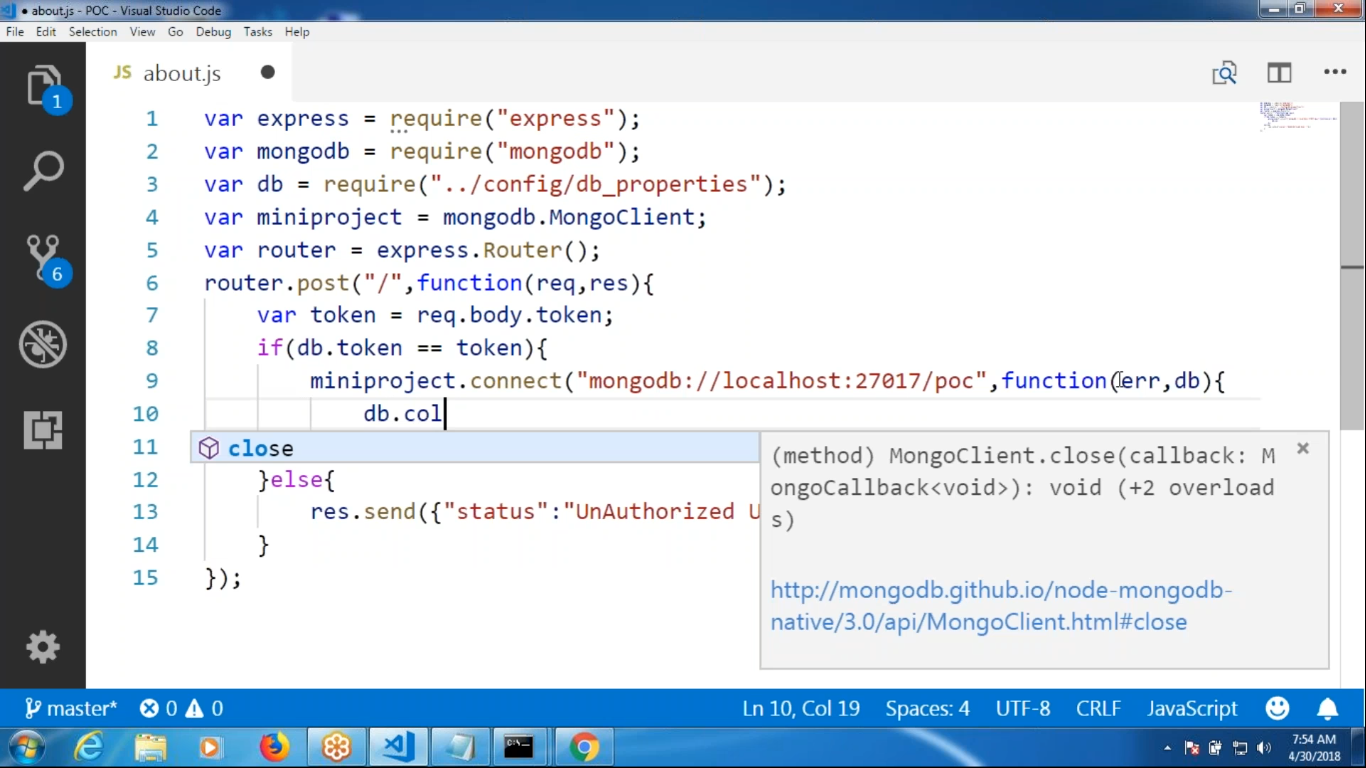 ● about.js - POC - Visual Studio Code
File Edit Selection View Go Debug Tasks Help
JS about.js ●
1
6
1 var express = require("express");
2 var mongodb = require("mongodb");
3 var db = require("../config/db_properties");
4 var miniproject = mongodb.MongoClient;
5 var router = express.Router();
6 router.post("/",function(req,res){
7 var token = req.body.token;
8 if(db.token == token){
9 miniproject.connect("mongodb://localhost:27017/poc",function(err,db){
10 db.col
11
close
(method) MongoClient.close(callback: M
ongoCallback<void>): void (+2 overload
s)
http://mongodb.github.io/node-mongodb-
native/3.0/api/MongoClient.html#close
12 }else{
13 res.send({"status":"UnAuthorized U
14 }
15 });
master* 0 0 Ln 10, Col 19 Spaces: 4 UTF-8 CRLF JavaScript
7:54 AM
4/30/2018